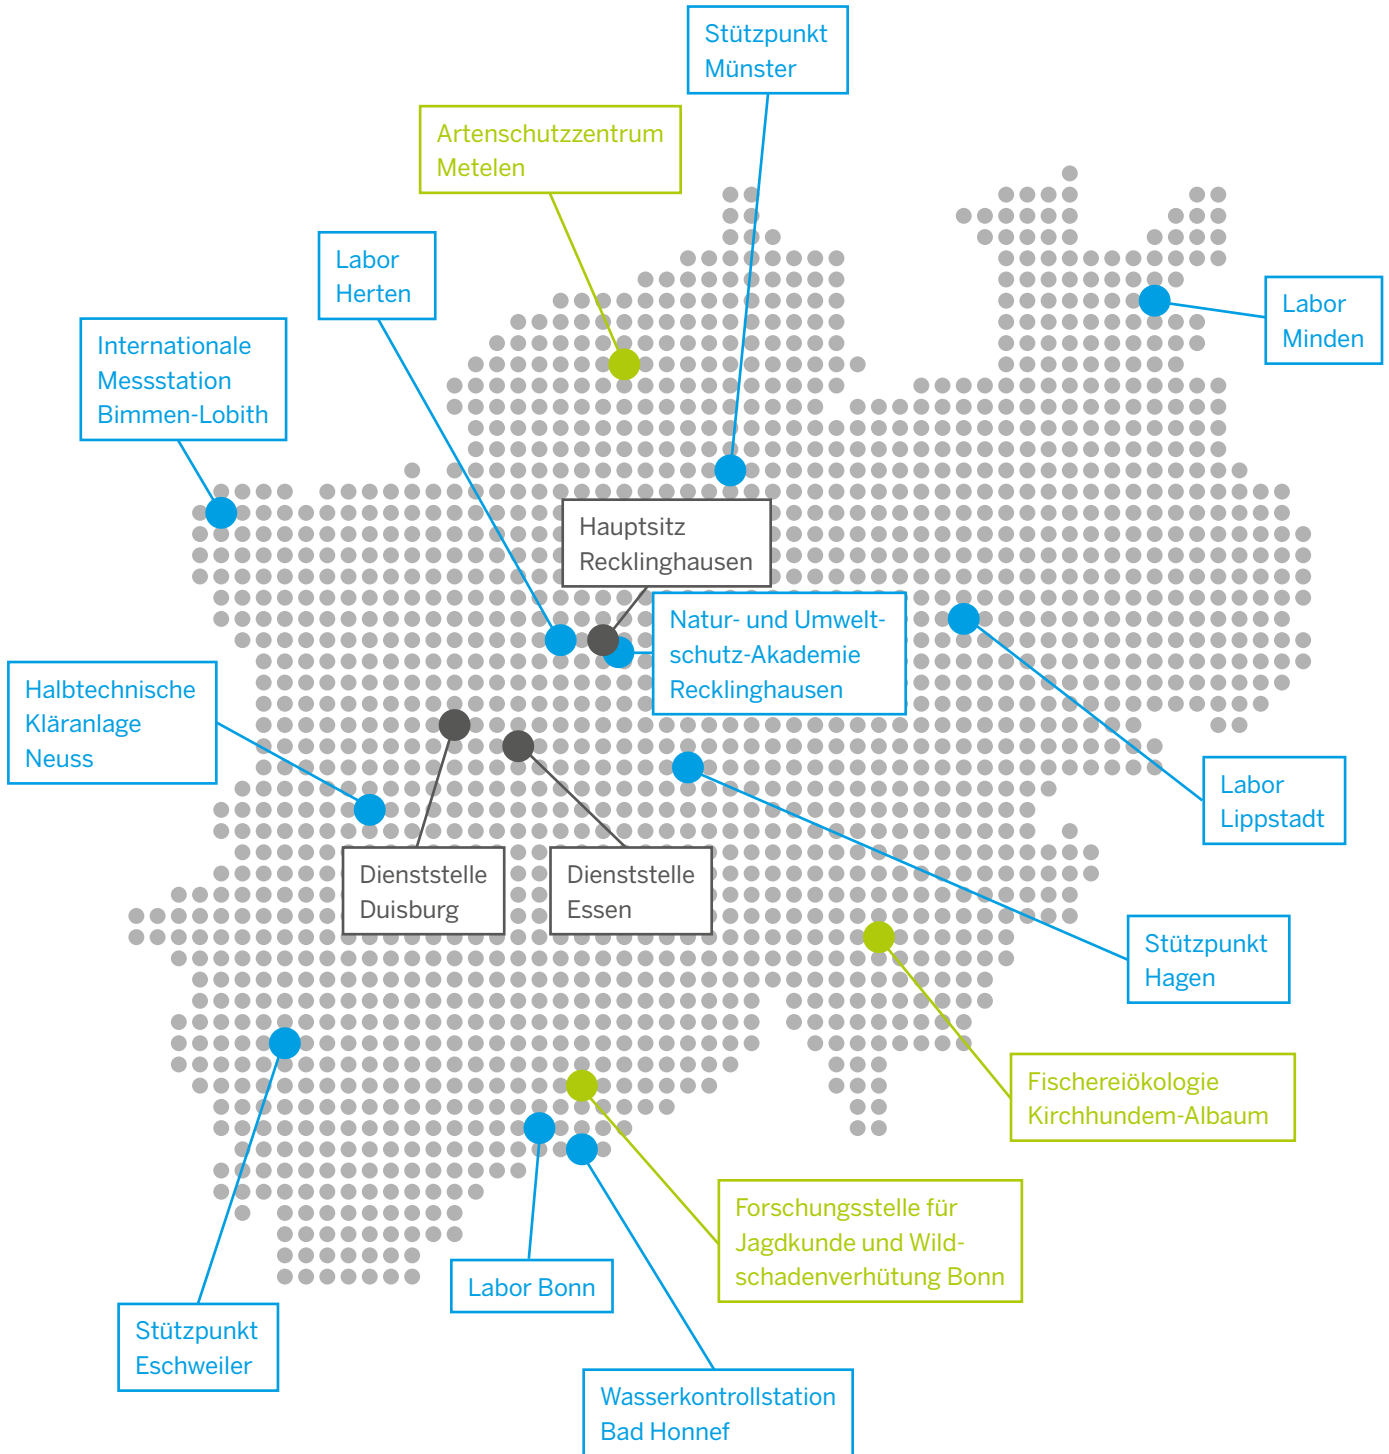 Stützpunkt
Münster
Artenschutzzentrum
Metelen
Labor
Herten
Labor
Minden
Internationale
Messstation
Bimmen-Lobith
Hauptsitz
Recklinghausen
Natur- und Umwelt-
schutz-Akademie
Recklinghausen
Halbtechnische
Kläranlage
Neuss
Labor
Lippstadt
Dienststelle
Duisburg
Dienststelle
Essen
Stützpunkt
Hagen
Fischereiökologie
Kirchhundem-Albaum
Forschungsstelle für
Jagdkunde und Wild-
schadenverhütung Bonn
Labor Bonn
Stützpunkt
Eschweiler
Wasserkontrollstation
Bad Honnef